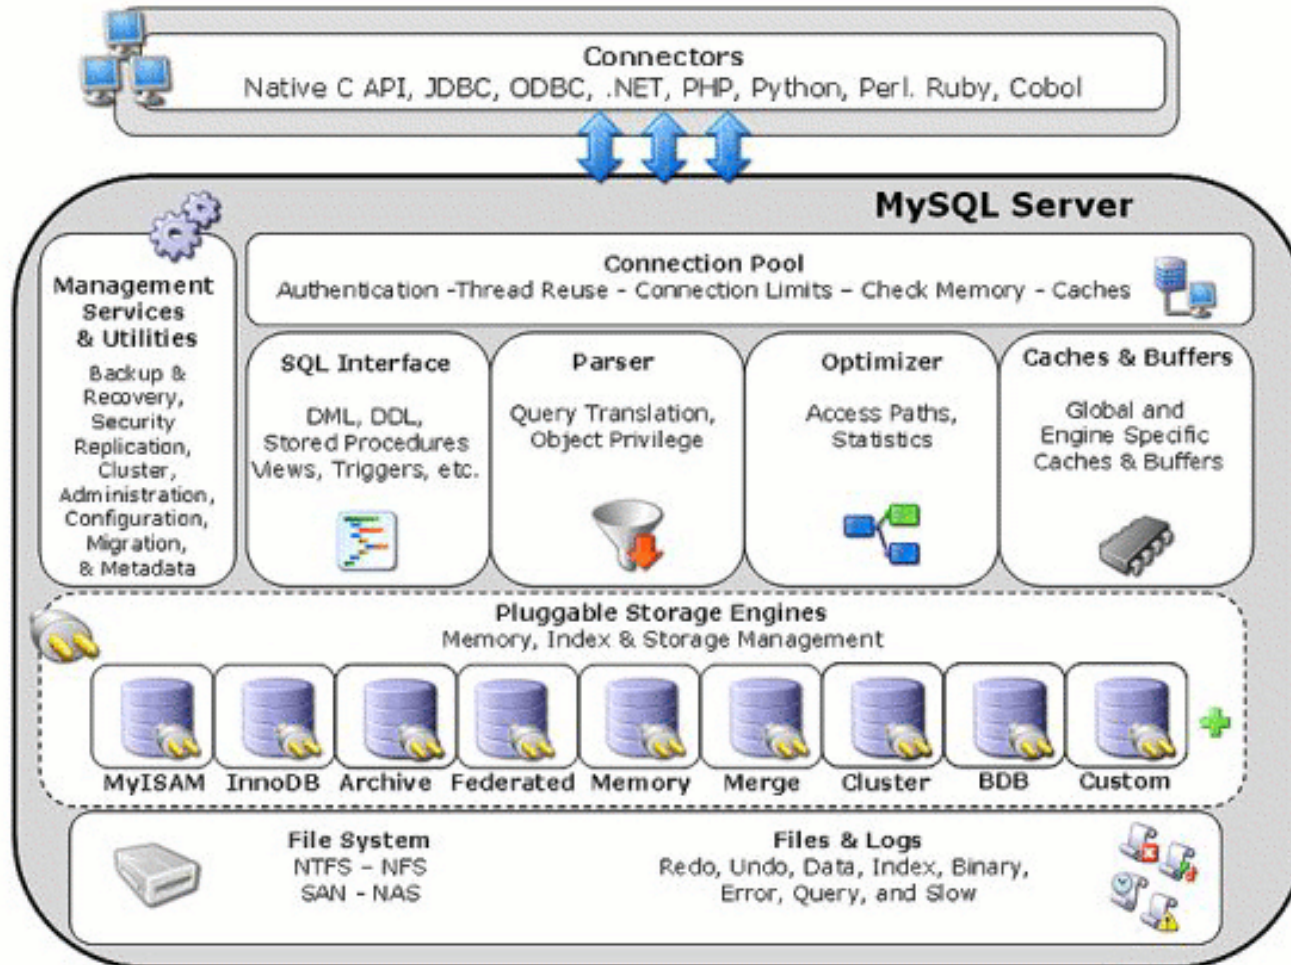 Connectors
Native C API, JDBC, ODBC, .NET, PHP, Python, Perl. Ruby, Cobol
MySQL Server
Management
Services
& Utilities
Backup &
Recovery,
Security
Replication,
Cluster,
Administration,
Configuration,
Migration,
& Metadata
Connection Pool
Authentication -Thread Reuse - Connection Limits – Check Memory - Caches
SQL Interface
DML, DDL,
Stored Procedures
Views, Triggers, etc.
Parser
Query Translation,
Object Privilege
Optimizer
Access Paths,
Statistics
Caches & Buffers
Global and
Engine Specific
Caches & Buffers
Pluggable Storage Engines
Memory, Index & Storage Management
MyISAM InnoDB Archive Federated Memory Merge Cluster BDB Custom
File System
NTFS – NFS
SAN - NAS
Files & Logs
Redo, Undo, Data, Index, Binary,
Error, Query, and Slow